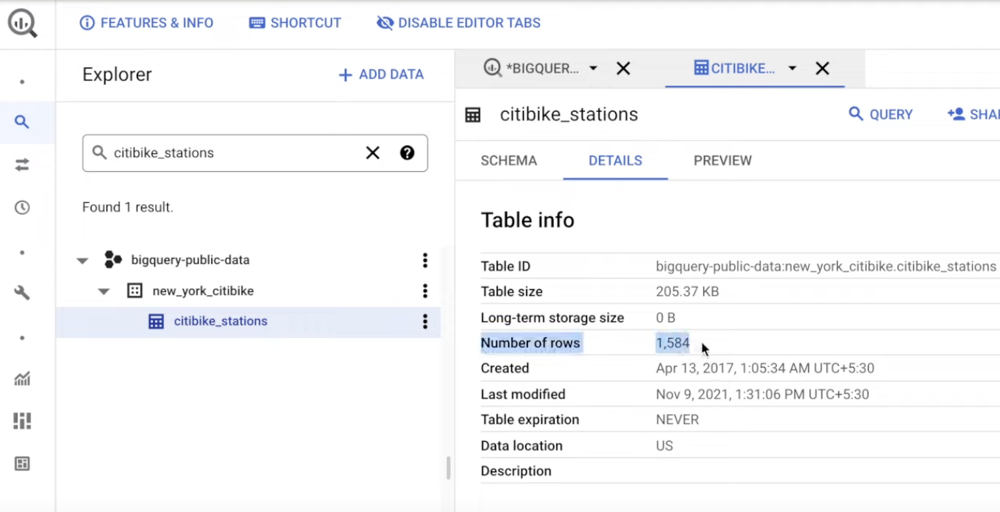 FEATURES & INFO SHORTCUT DISABLE EDITOR TABS
Explorer
ADD DATA
citibike_stations
Found 1 result.
bigquery-public-data
new_york_citibike
citibike_stations
*BIGQUER... CITIBIKE...
citibike_stations
QUERY SHA
SCHEMA DETAILS PREVIEW
Table info
Table ID bigquery-public-data:new_york_citibike.citibike_stations
Table size 205.37 KB
Long-term storage size 0 B
Number of rows 1,584
Created Apr 13, 2017, 1:05:34 AM UTC+5:30
Last modified Nov 9, 2021, 1:31:06 PM UTC+5:30
Table expiration NEVER
Data location US
Description